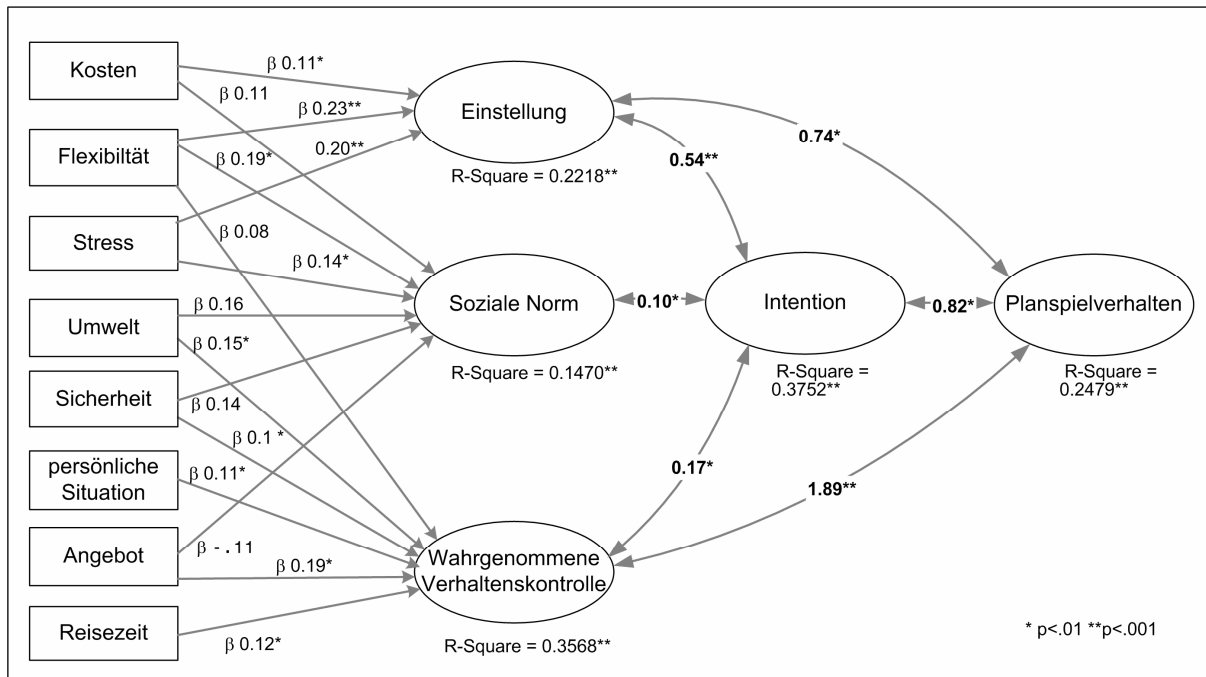 Kosten
Flexibiltät
Stress
Umwelt
Sicherheit
persönliche
Situation
Angebot
Reisezeit
β 0.11*
β 0.11
β 0.23**
β 0.19*
0.20**
β 0.08
β 0.14*
β 0.16
β 0.15*
β 0.14
β 0.1 *
β 0.11*
β -.11
β 0.19*
β 0.12*
Einstellung
R-Square = 0.2218**
Soziale Norm
R-Square = 0.1470**
Wahrgenommene
Verhaltenskontrolle
R-Square = 0.3568**
0.74*
0.54**
0.10*
0.17*
1.89**
Intention
R-Square =
0.3752**
0.82*
Planspielverhalten
R-Square =
0.2479**
* p<.01 **p<.001